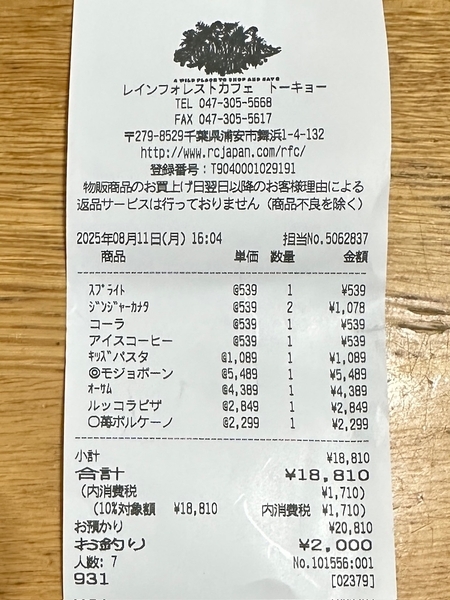 A WILD PLACE TO SHOP AND EAT®
レインフォレストカフェ トーキョー
TEL 047-305-5668
FAX 047-305-5617
〒279-8529千葉県浦安市舞浜1-4-132
http://www.rcjapan.com/rfc/
登録番号：T9040001029191
物販商品のお買上げ日翌日以降のお客様理由による
返品サービスは行っておりません（商品不良を除く）
2025年08月11日(月) 16:04 担当No.5062837
商品 単価 数量 金額
ｽﾌﾟﾗｲﾄ @539 1 ¥539
ｼﾞﾝｼﾞｬｰｶﾅﾀﾞ @539 2 ¥1,078
コーラ @539 1 ¥539
アイスコーヒー @539 1 ¥539
ｷｯｽﾞパスタ @1,089 1 ¥1,089
◎モジョボーン @5,489 1 ¥5,489
ｵｰｻﾑ @4,389 1 ¥4,389
ルッコラピザ @2,849 1 ¥2,849
○苺ボルケーノ @2,299 1 ¥2,299
小計 ¥18,810
合計 ¥18,810
(内消費税 ¥1,710)
(10%対象額 ¥18,810 内消費税 ¥1,710)
お預かり ¥20,810
お釣り ¥2,000
人数: 7 No.101556:001
931 [02379]